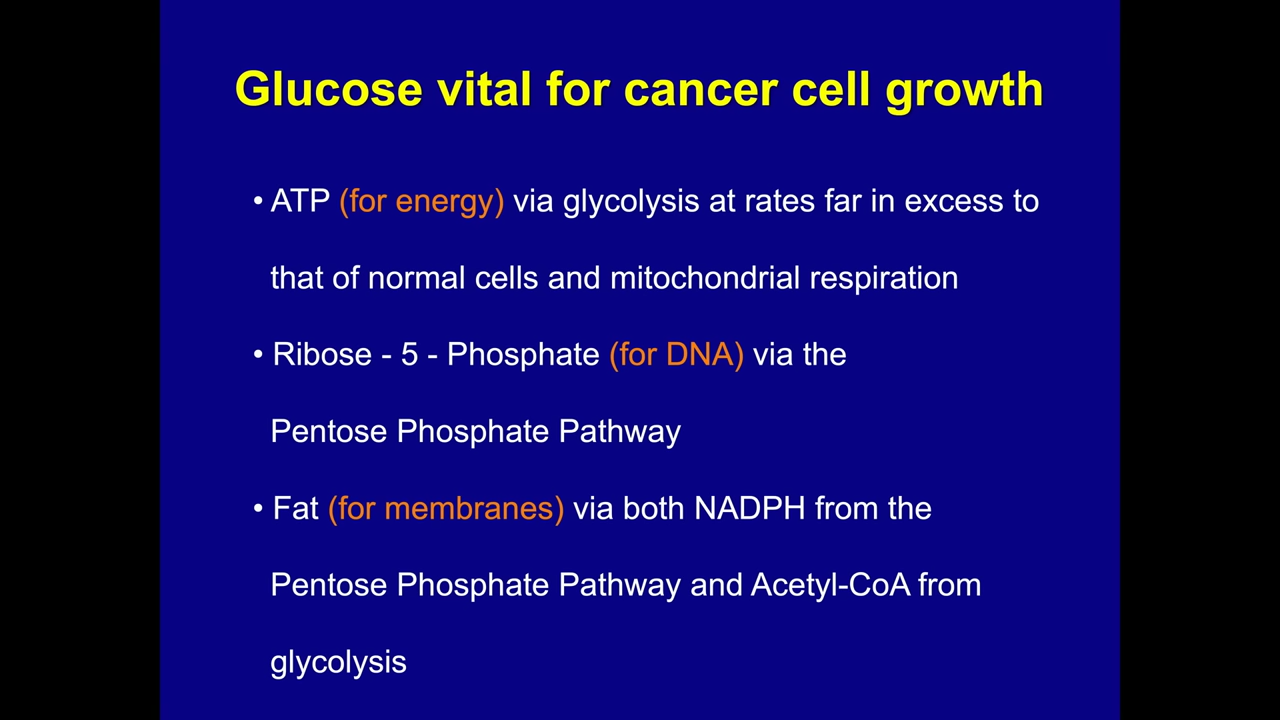 Glucose vital for cancer cell growth
• ATP (for energy) via glycolysis at rates far in excess to
that of normal cells and mitochondrial respiration
• Ribose - 5 - Phosphate (for DNA) via the
Pentose Phosphate Pathway
• Fat (for membranes) via both NADPH from the
Pentose Phosphate Pathway and Acetyl-CoA from
glycolysis